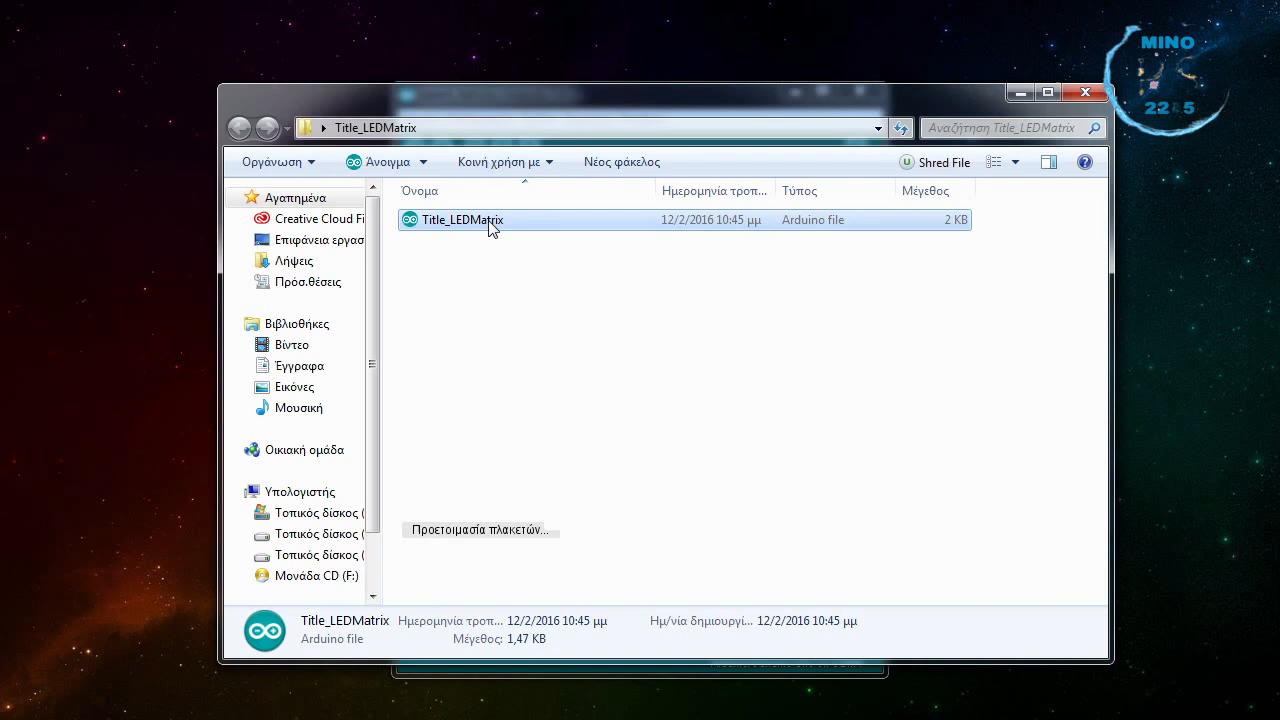 MINO
22 5
Title_LEDMatrix
Αναζήτηση Title_LEDMatrix
Οργάνωση
Άνοιγμα
Κοινή χρήση με
Νέος φάκελος
Shred File
Όνομα
Ημερομηνία τροπ...
Τύπος
Μέγεθος
Title_LEDMatrix
12/2/2016 10:45 μμ
Arduino file
2 KB
Αγαπημένα
Creative Cloud Fi
Επιφάνεια εργασ
Λήψεις
Πρόσ.θέσεις
Βιβλιοθήκες
Βίντεο
Έγγραφα
Εικόνες
Μουσική
Οικιακή ομάδα
Υπολογιστής
Τοπικός δίσκος (
Τοπικός δίσκος (
Τοπικός δίσκος (
Μονάδα CD (F:)
Προετοιμασία πλακετών...
Title_LEDMatrix
Arduino file
Ημερομηνία τροπ... 12/2/2016 10:45 μμ
Μέγεθος: 1,47 KB
Ημ/νία δημιουργί... 12/2/2016 10:45 μμ